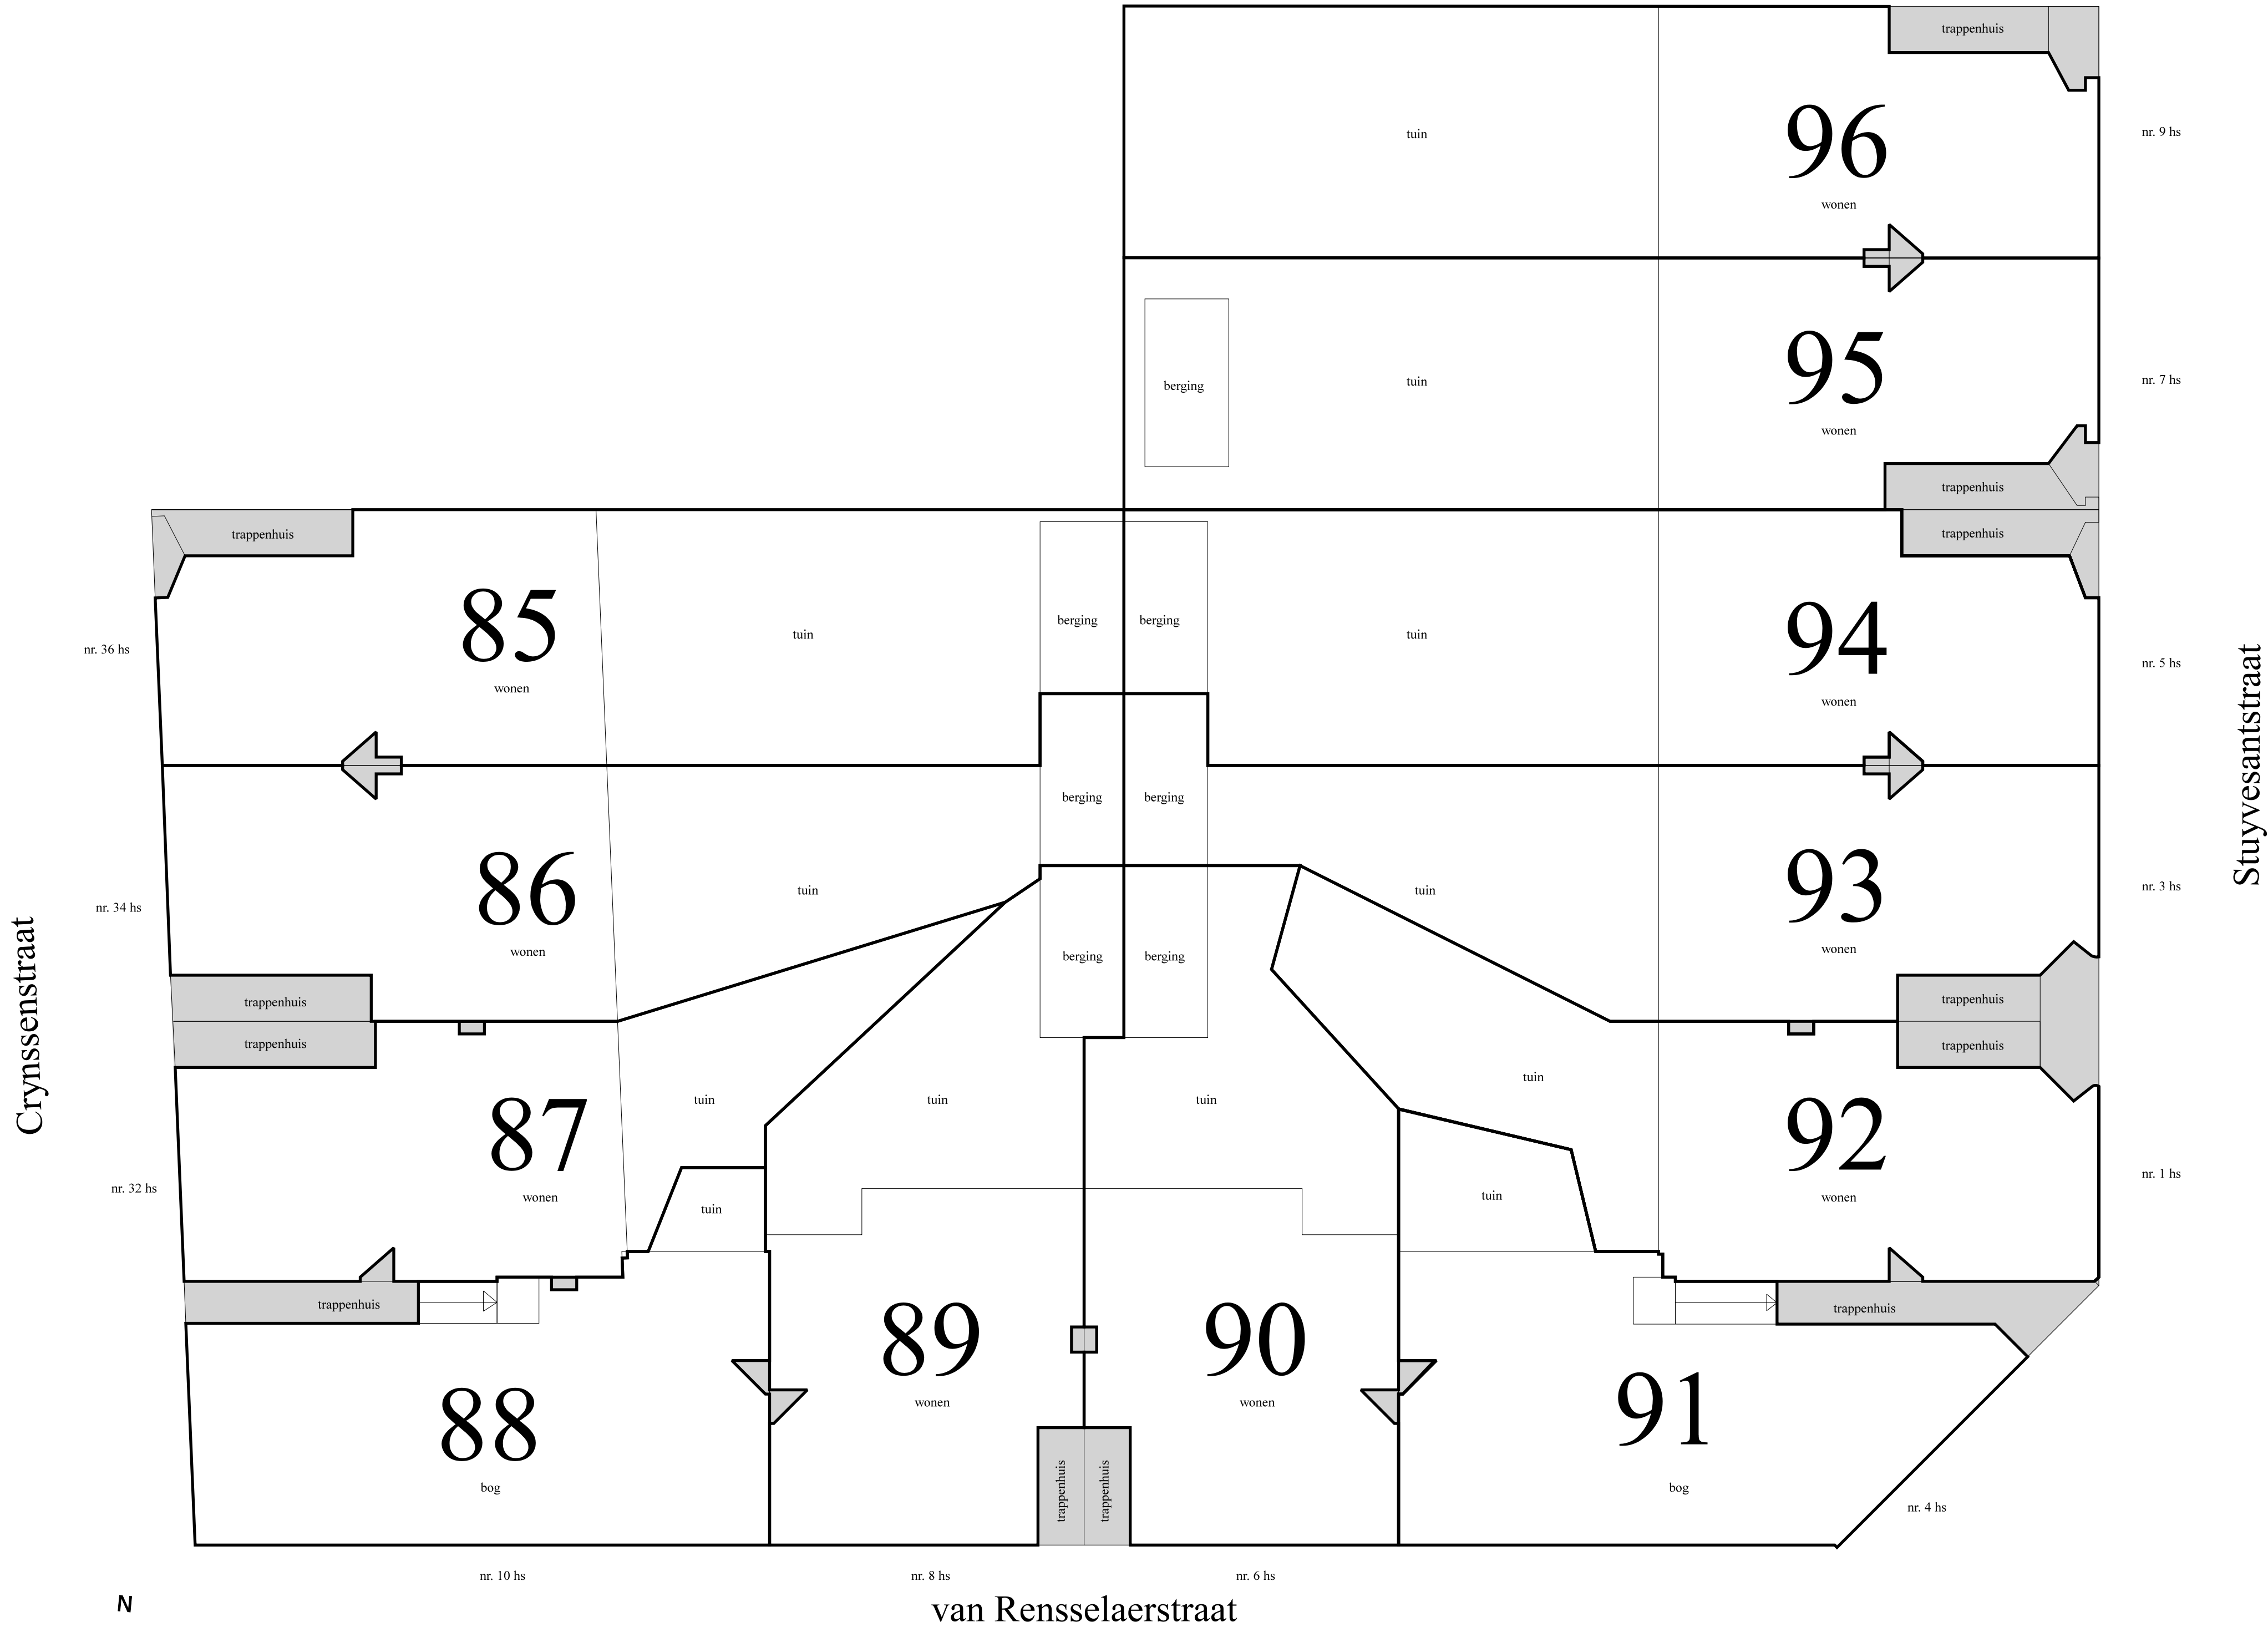 trappenhuis
tuin
96
wonen
nr. 9 hs
berging
tuin
95
wonen
nr. 7 hs
trappenhuis
trappenhuis
trappenhuis
85
wonen
nr. 36 hs
tuin
berging
berging
tuin
94
wonen
nr. 5 hs
Stuyvesantstraat
berging
berging
86
wonen
nr. 34 hs
tuin
tuin
93
wonen
nr. 3 hs
Crynssenstraat
berging
berging
trappenhuis
trappenhuis
trappenhuis
trappenhuis
87
wonen
nr. 32 hs
tuin
tuin
tuin
tuin
tuin
tuin
92
wonen
nr. 1 hs
trappenhuis
trappenhuis
88
bog
89
wonen
90
wonen
91
bog
trappenhuis
trappenhuis
nr. 4 hs
nr. 10 hs
nr. 8 hs
nr. 6 hs
N
van Rensselaerstraat